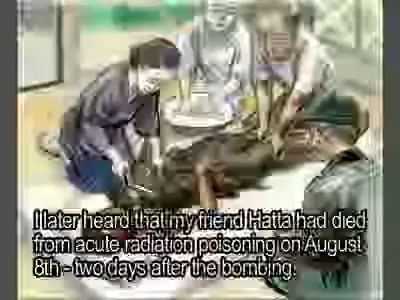 I later heard that my friend Hatta had died
from acute radiation poisoning on August
8th - two days after the bombing.